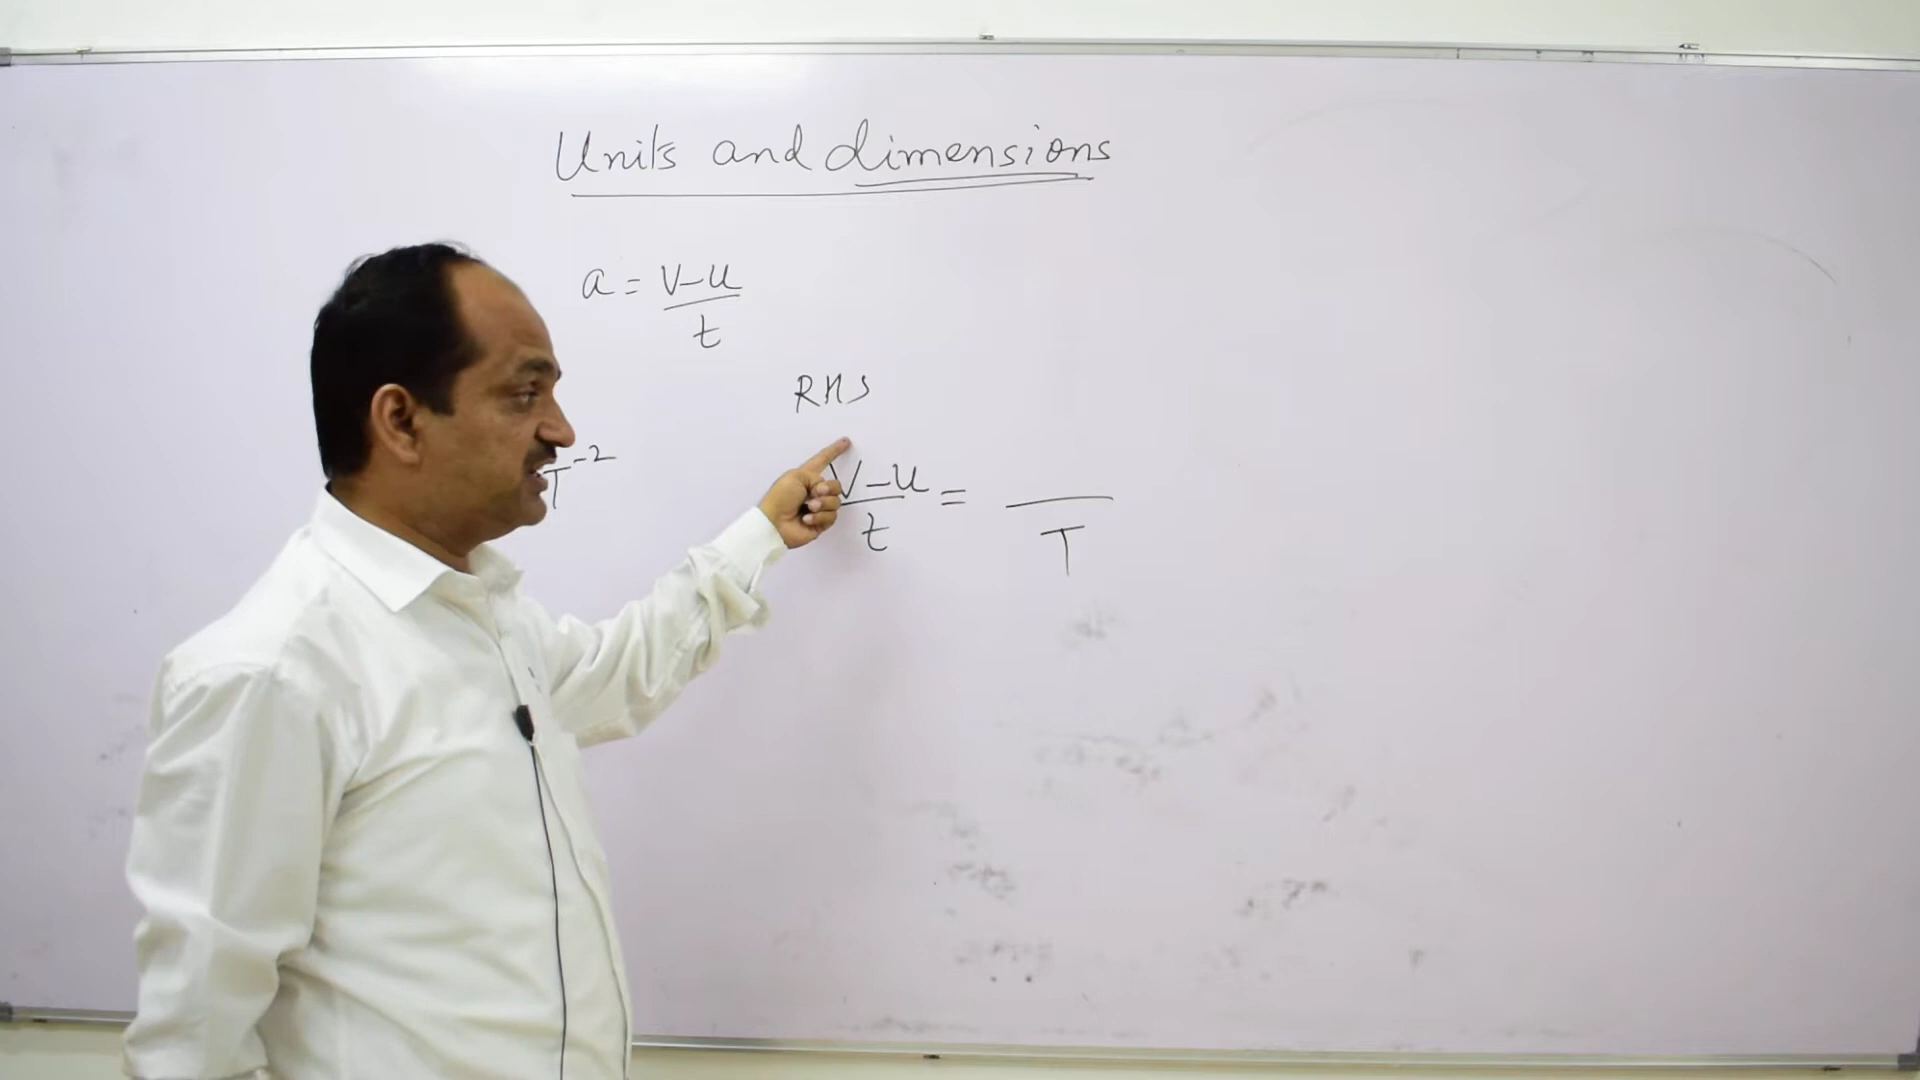 Units and dimensions
a = v-u/t
RHS
T⁻² v-u/t = /T